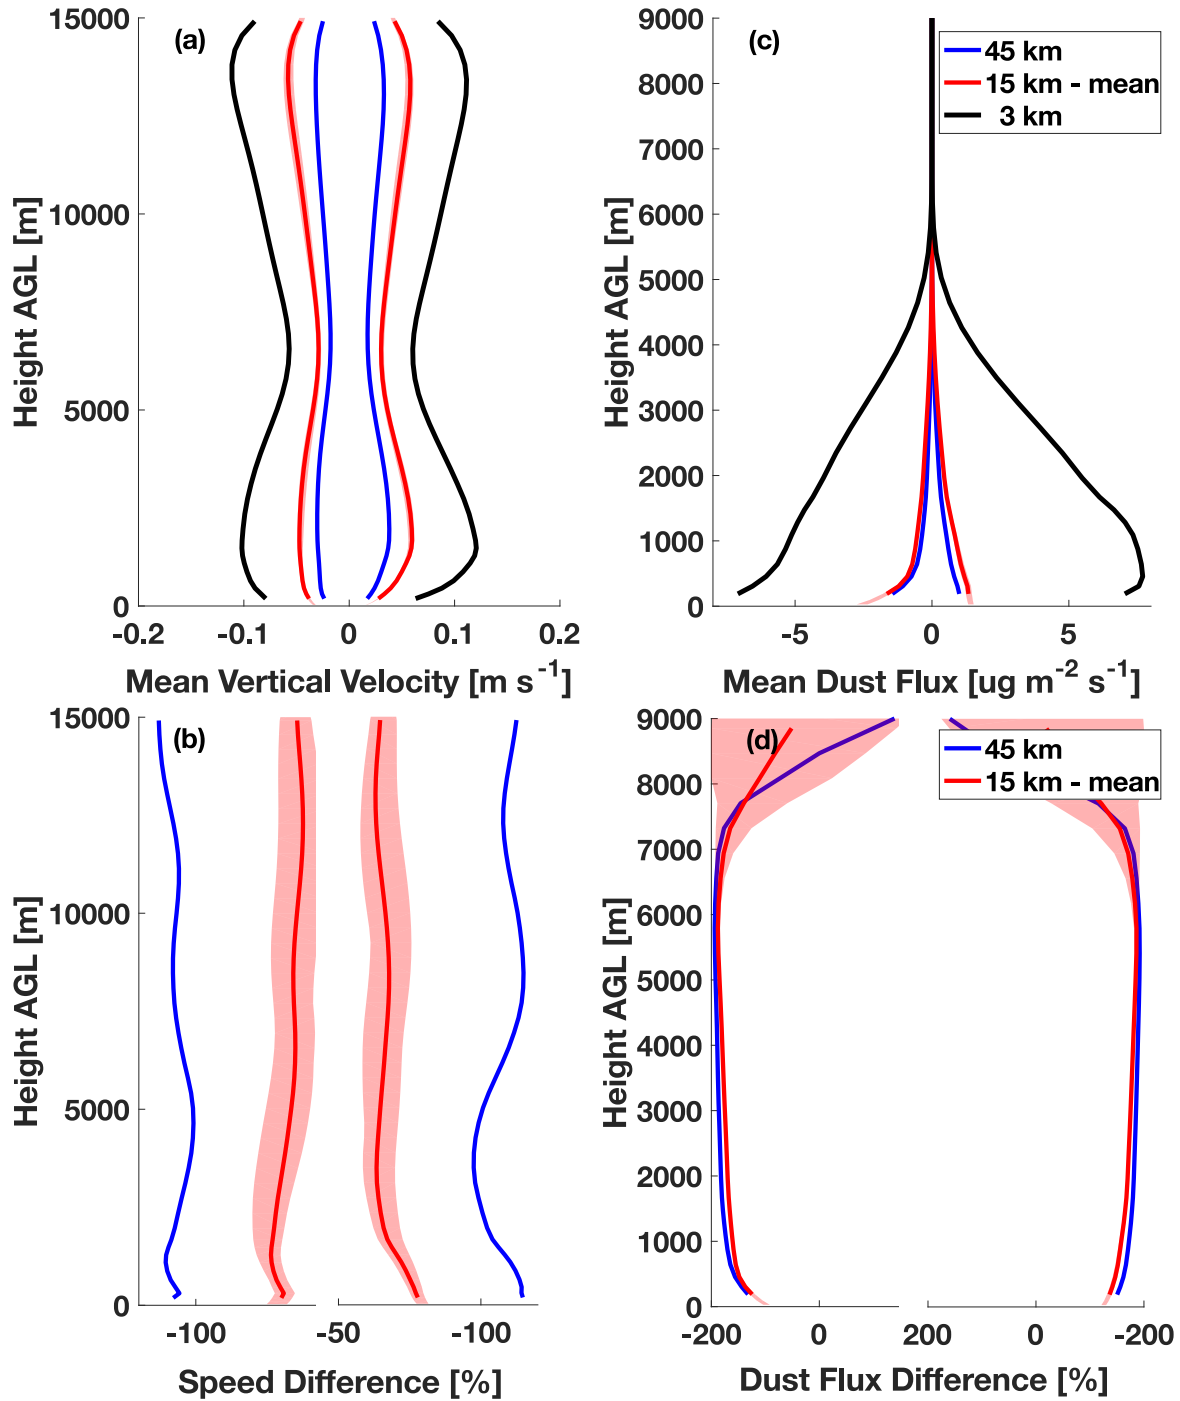 (a)
15000
10000
5000
0
Height AGL [m]
-0.2
-0.1
0
0.1
0.2
Mean Vertical Velocity [m s-1]
(c)
45 km
15 km - mean
3 km
9000
8000
7000
6000
5000
4000
3000
2000
1000
0
Height AGL [m]
-5
0
5
Mean Dust Flux [ug m-2 s-1]
(b)
15000
10000
5000
0
Height AGL [m]
-100
-50
-100
Speed Difference [%]
(d)
45 km
15 km - mean
9000
8000
7000
6000
5000
4000
3000
2000
1000
0
Height AGL [m]
-200
0
200
0
-200
Dust Flux Difference [%]